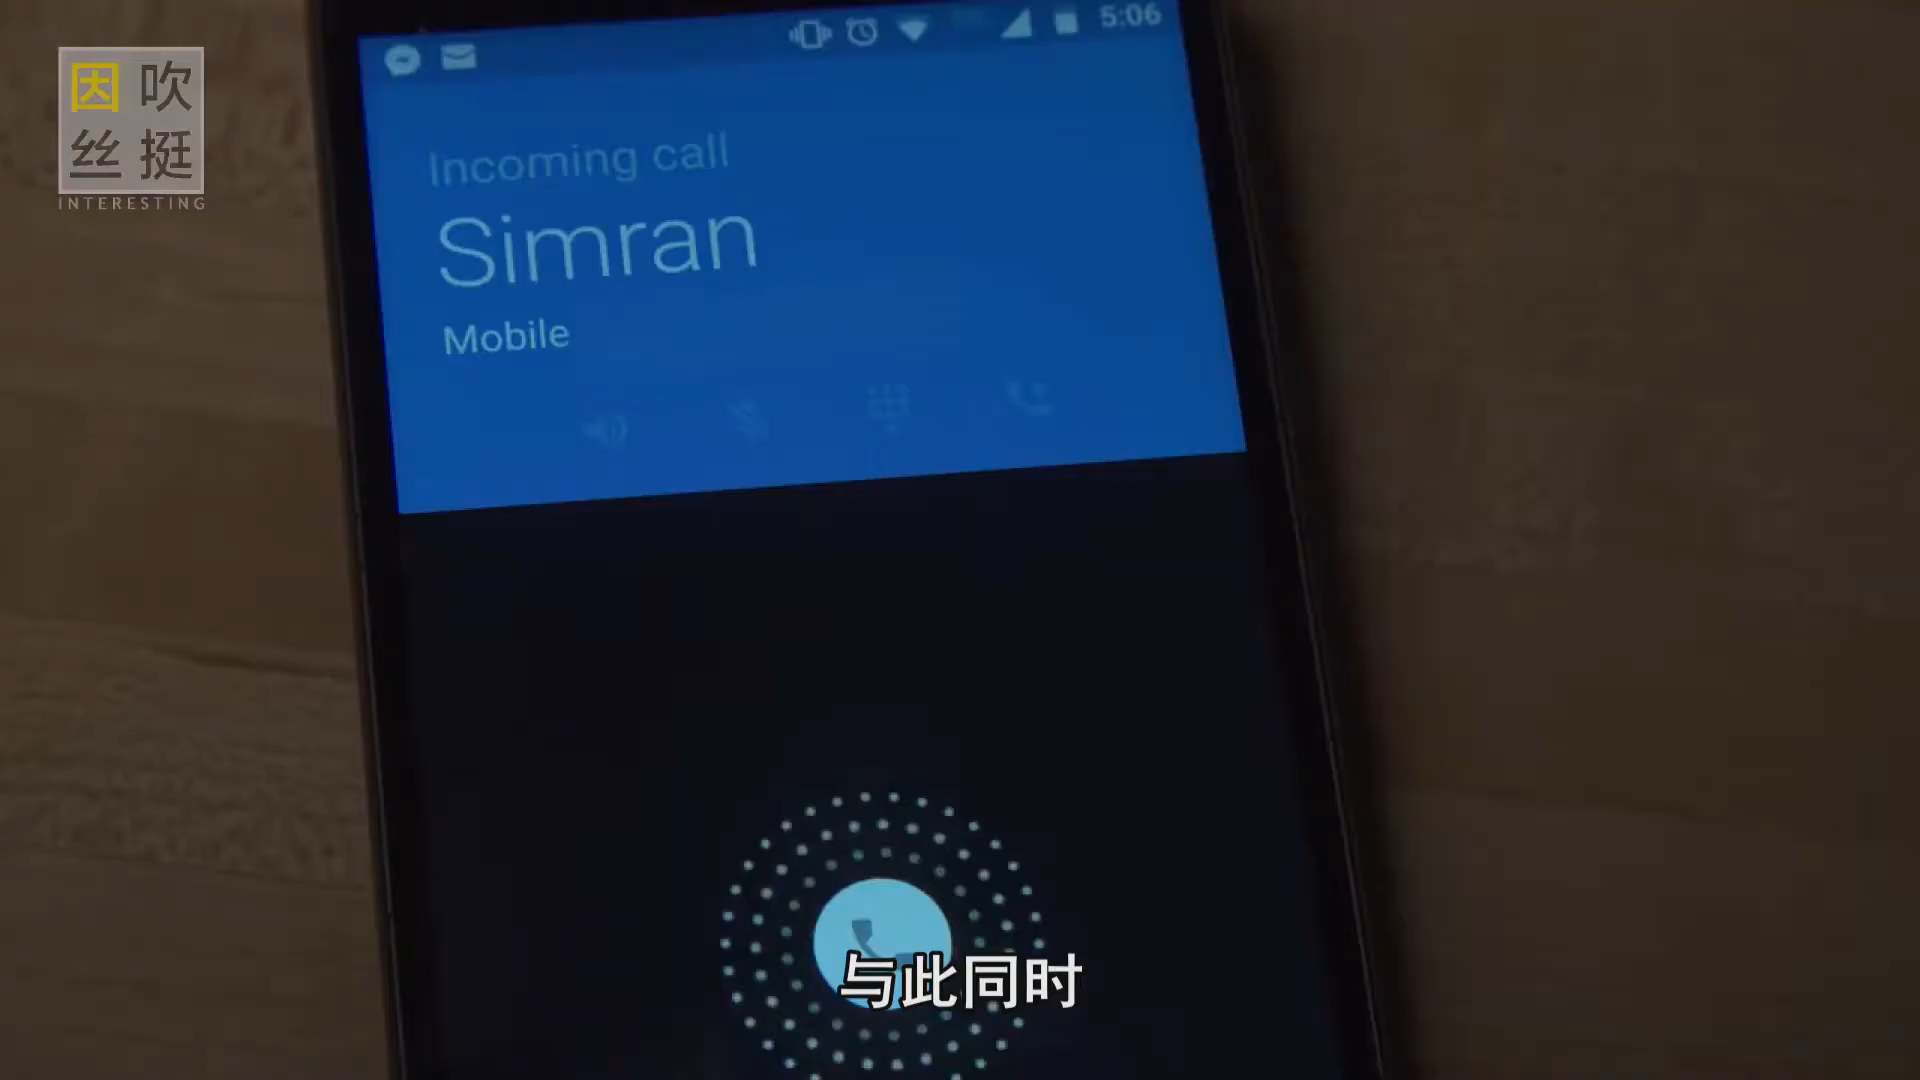 因吹
丝挺
INTERESTING
5:06
Incoming call
Simran
Mobile
与此同时